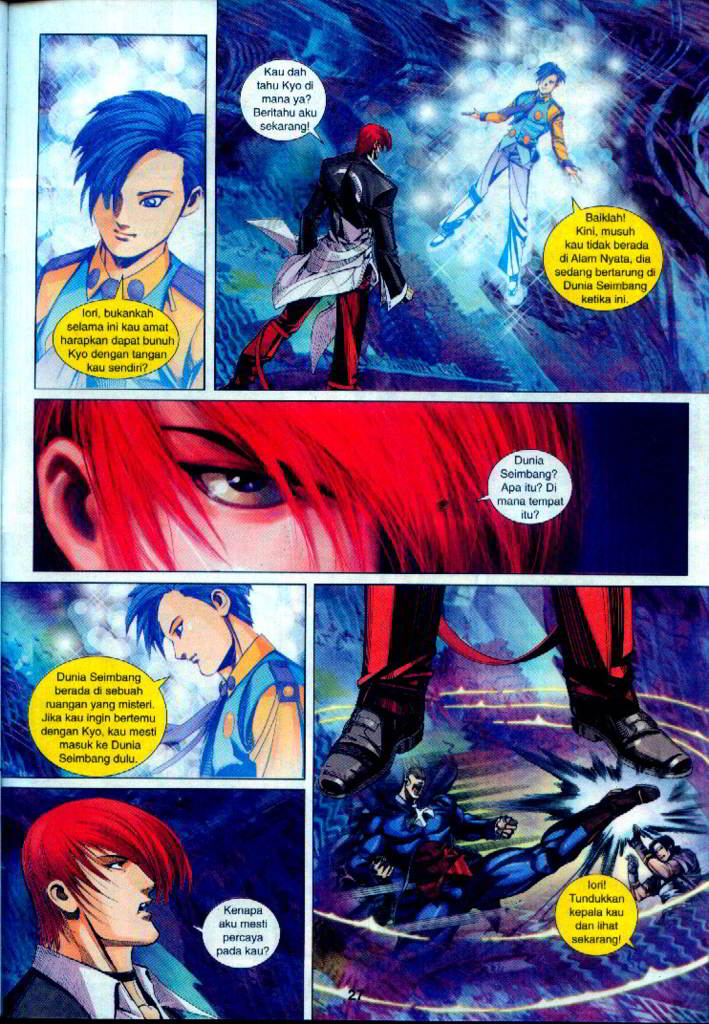 Iori, bukankah
selama ini kau amat
harapkan dapat bunuh
Kyo dengan tangan
kau sendiri?
Kau dah
tahu Kyo di
mana ya?
Beritahu aku
sekarang!
Baiklah!
Kini, musuh
kau tidak berada
di Alam Nyata, dia
sedang bertarung di
Dunia Seimbang
ketika ini.
Dunia
Seimbang?
Apa itu? Di
mana tempat
itu?
Dunia Seimbang
berada di sebuah
ruangan yang misteri.
Jika kau ingin bertemu
dengan Kyo, kau mesti
masuk ke Dunia
Seimbang dulu.
Kenapa
aku mesti
percaya
pada kau?
Iori!
Tundukkan
kepala kau
dan lihat
sekarang!
27